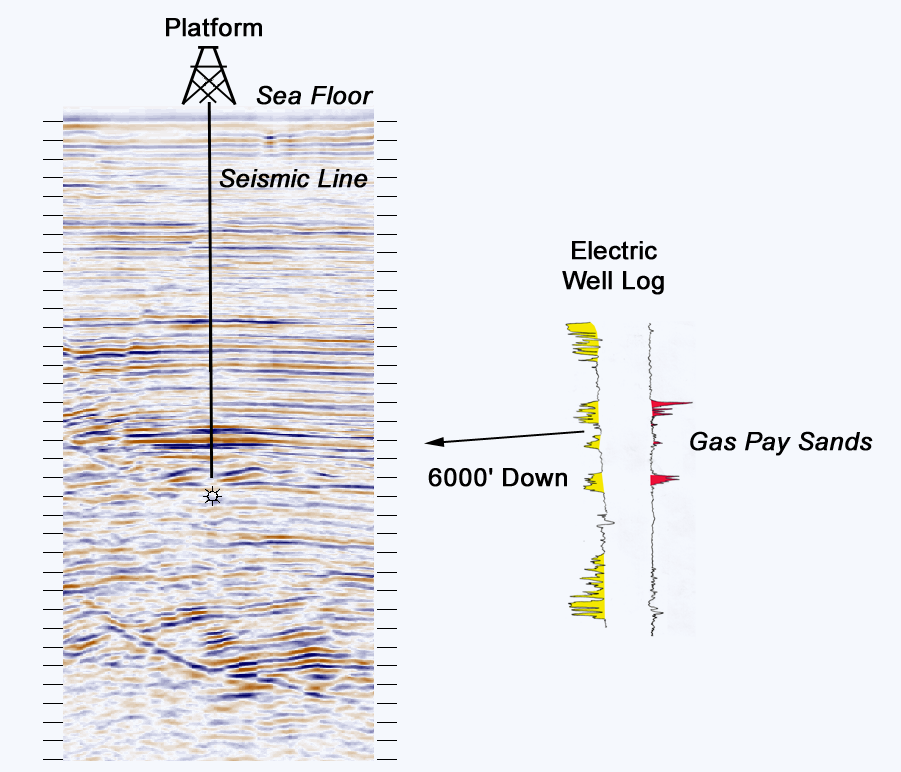 Platform
Sea Floor
Seismic Line
Electric
Well Log
Gas Pay Sands
6000' Down